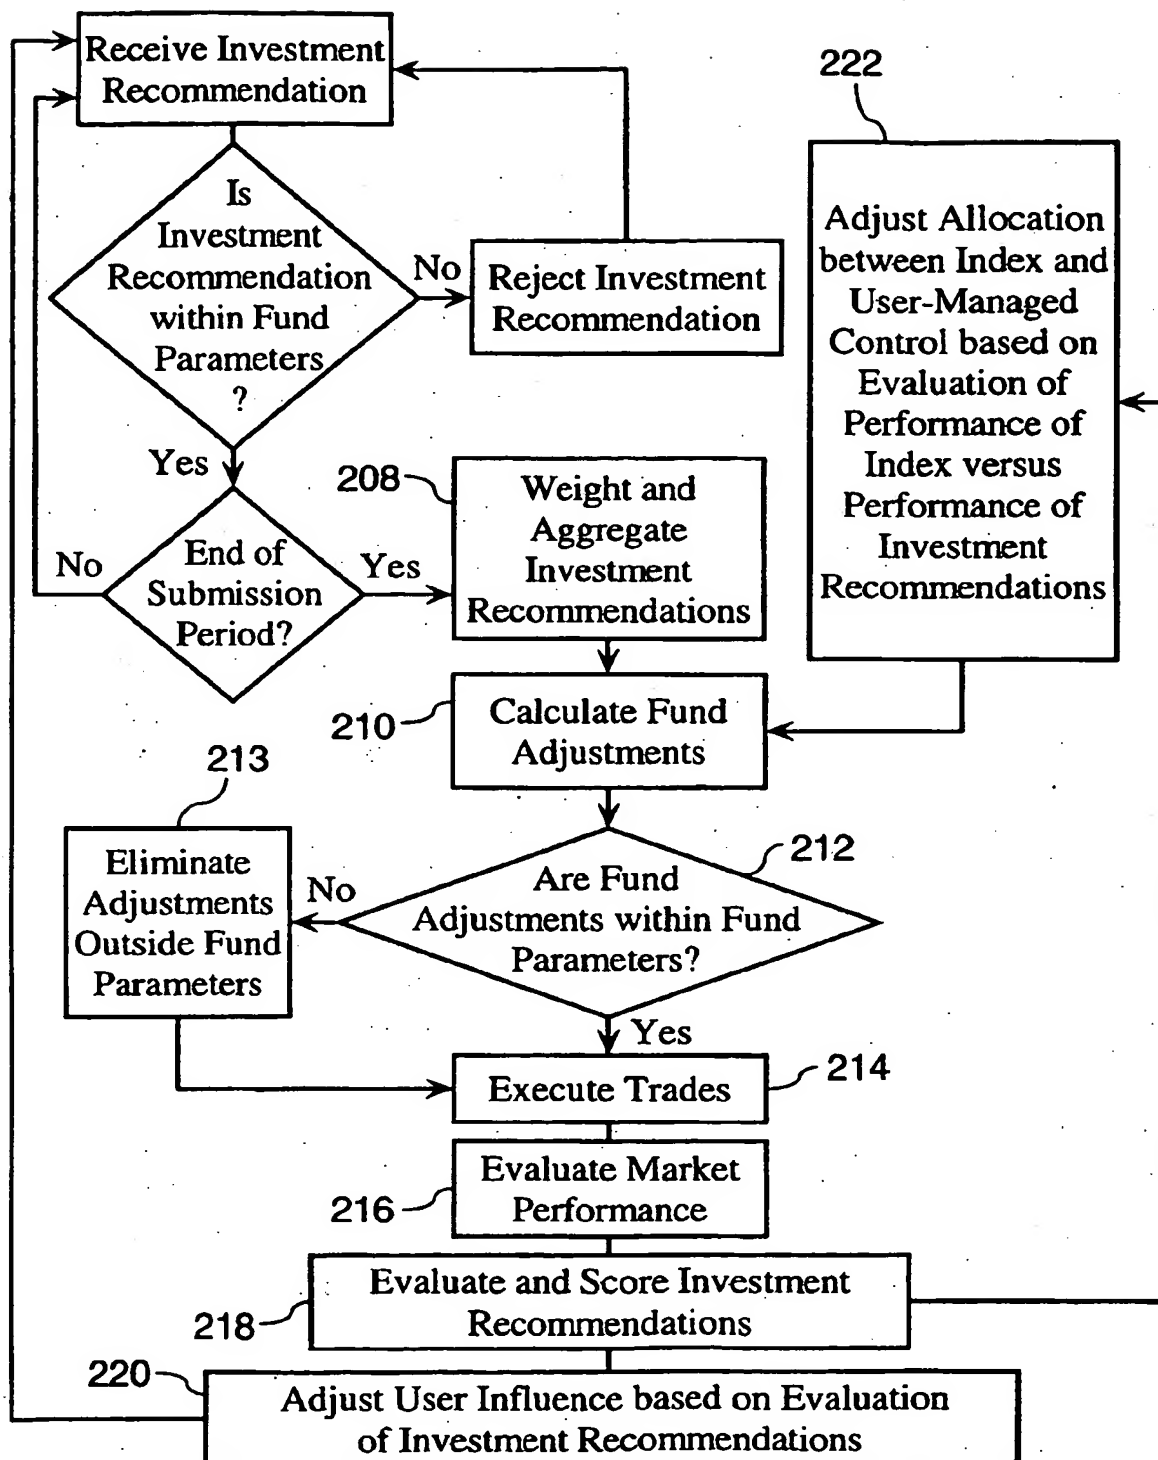 Receive Investment
Recommendation
222
Is
Investment
Recommendation
within Fund
Parameters
?
No
Reject Investment
Recommendation
Adjust Allocation
between Index and
User-Managed
Control based on
Evaluation of
Performance of
Index versus
Performance of
Investment
Recommendations
Yes
End of
Submission
Period?
No
Yes
208
Weight and
Aggregate
Investment
Recommendations
210
Calculate Fund
Adjustments
213
Eliminate
Adjustments
Outside Fund
Parameters
No
212
Are Fund
Adjustments within Fund
Parameters?
Yes
Execute Trades
214
Evaluate Market
Performance
216
Evaluate and Score Investment
Recommendations
218
220
Adjust User Influence based on Evaluation
of Investment Recommendations